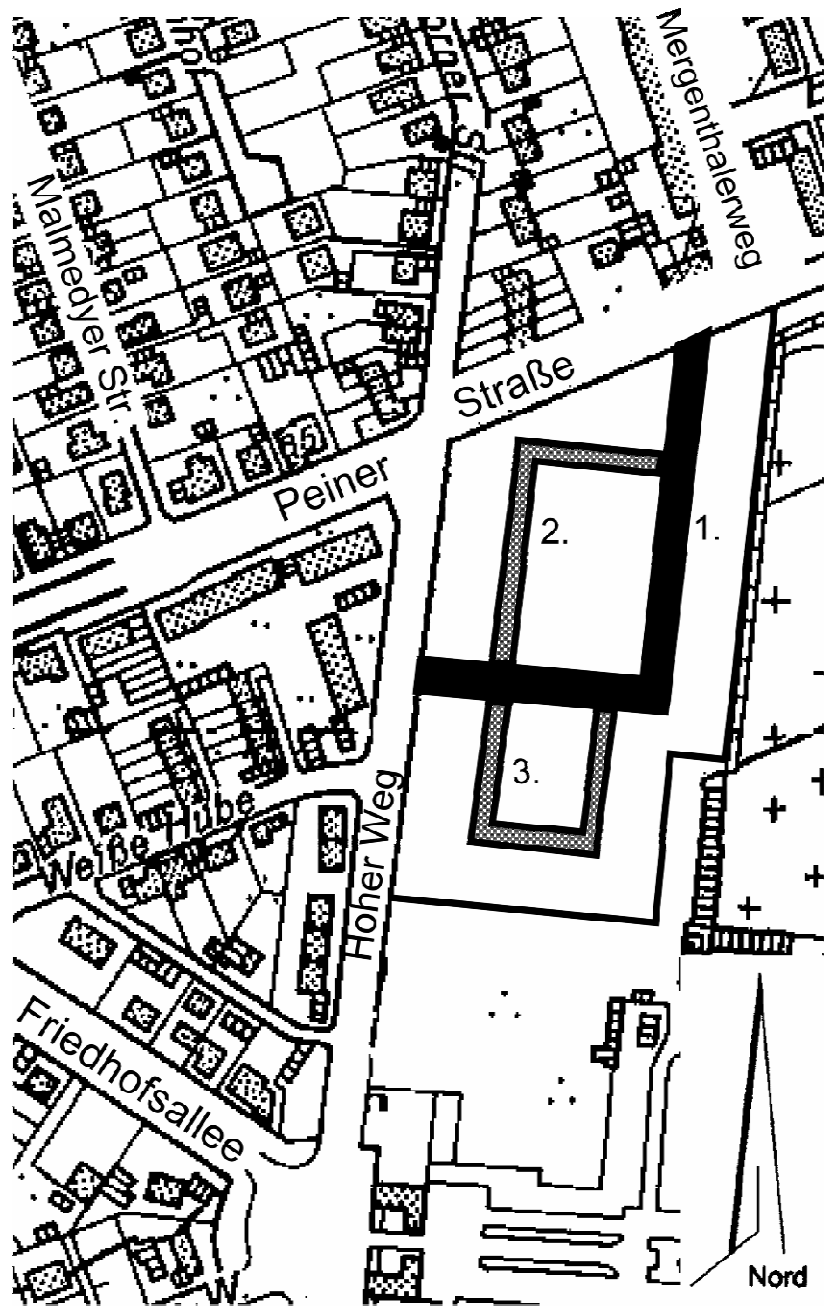 Mergenthalerweg
Malmedyer Str.
Straße
Peiner
2.
1.
3.
Hoher Weg
Weiße Hube
Friedhofsallee
Nord